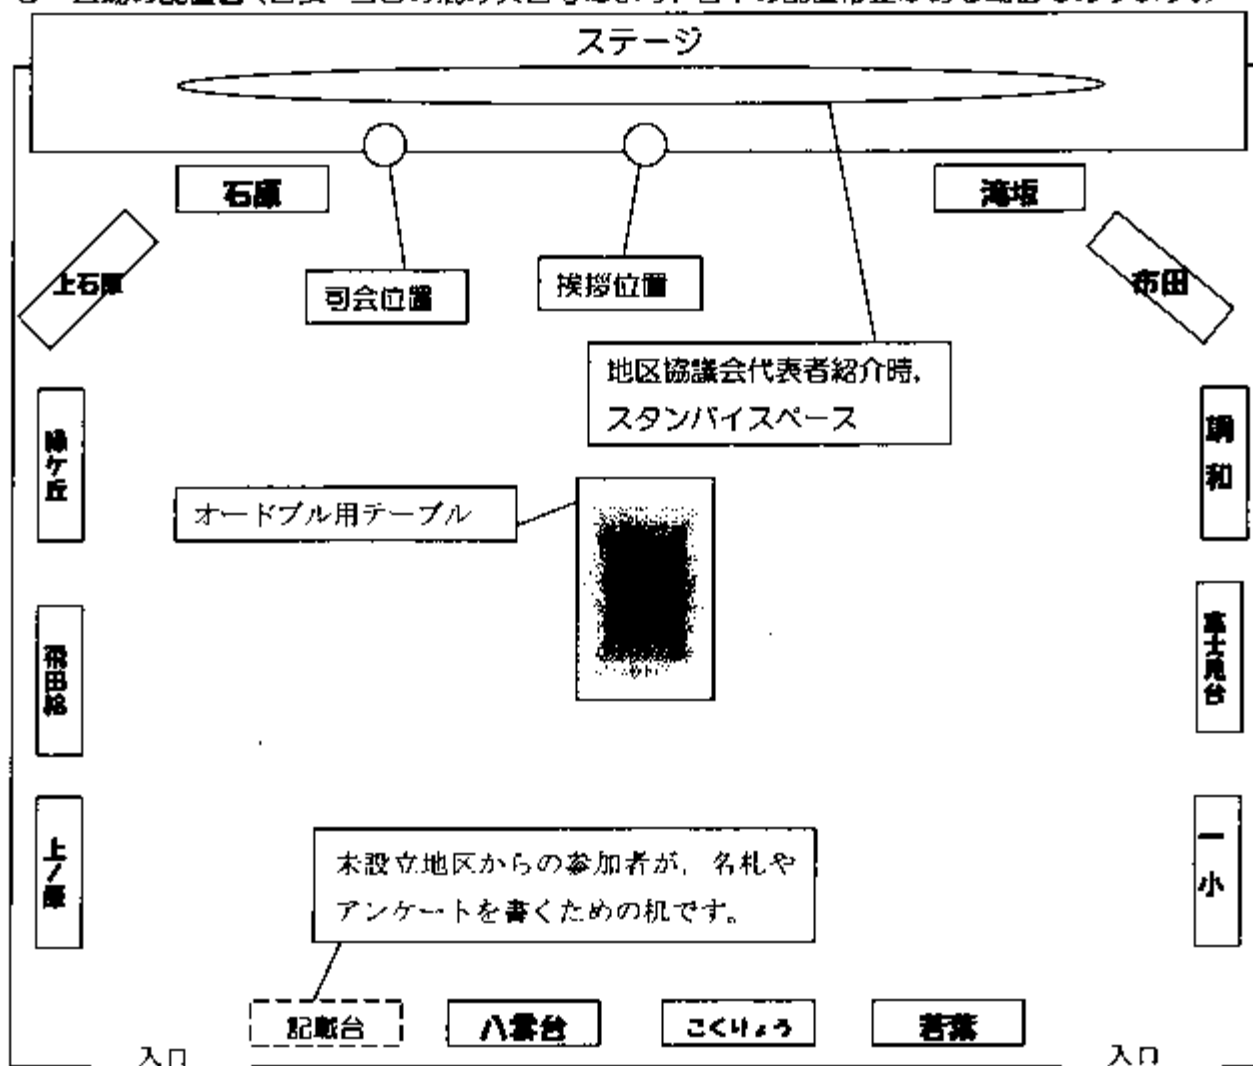 ステージ
石原
滝坂
上石原
司会位置
挨拶位置
布田
地区協議会代表者紹介時，
スタンバイスペース
緑ケ丘
調和
オードブル用テーブル
飛田給
富士見台
上ノ原
一小
未設立地区からの参加者が，名札や
アンケートを書くための机です。
記載台
八雲台
こくりょう
若葉
入口
入口